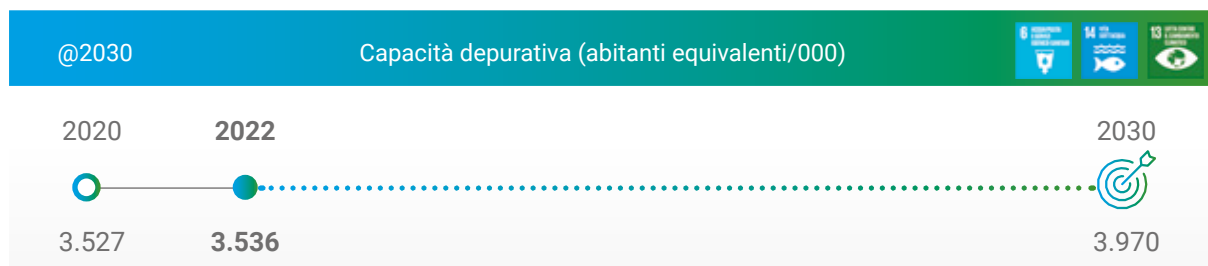 @2030 Capacità depurativa (abitanti equivalenti/000)
6
14
13
2020 2022 2030
3.527 3.536 3.970